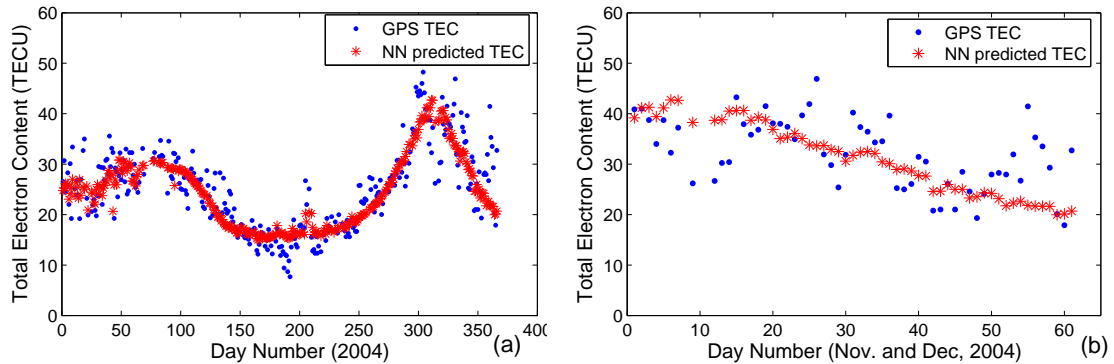 60
50
40
30
20
10
0
Total Electron Content (TECU)
GPS TEC
NN predicted TEC
0 50 100 150 200 250 300 350 400
Day Number (2004)
(a)
60
50
40
30
20
10
0
Total Electron Content (TECU)
GPS TEC
NN predicted TEC
0 10 20 30 40 50 60
Day Number (Nov. and Dec, 2004)
(b)